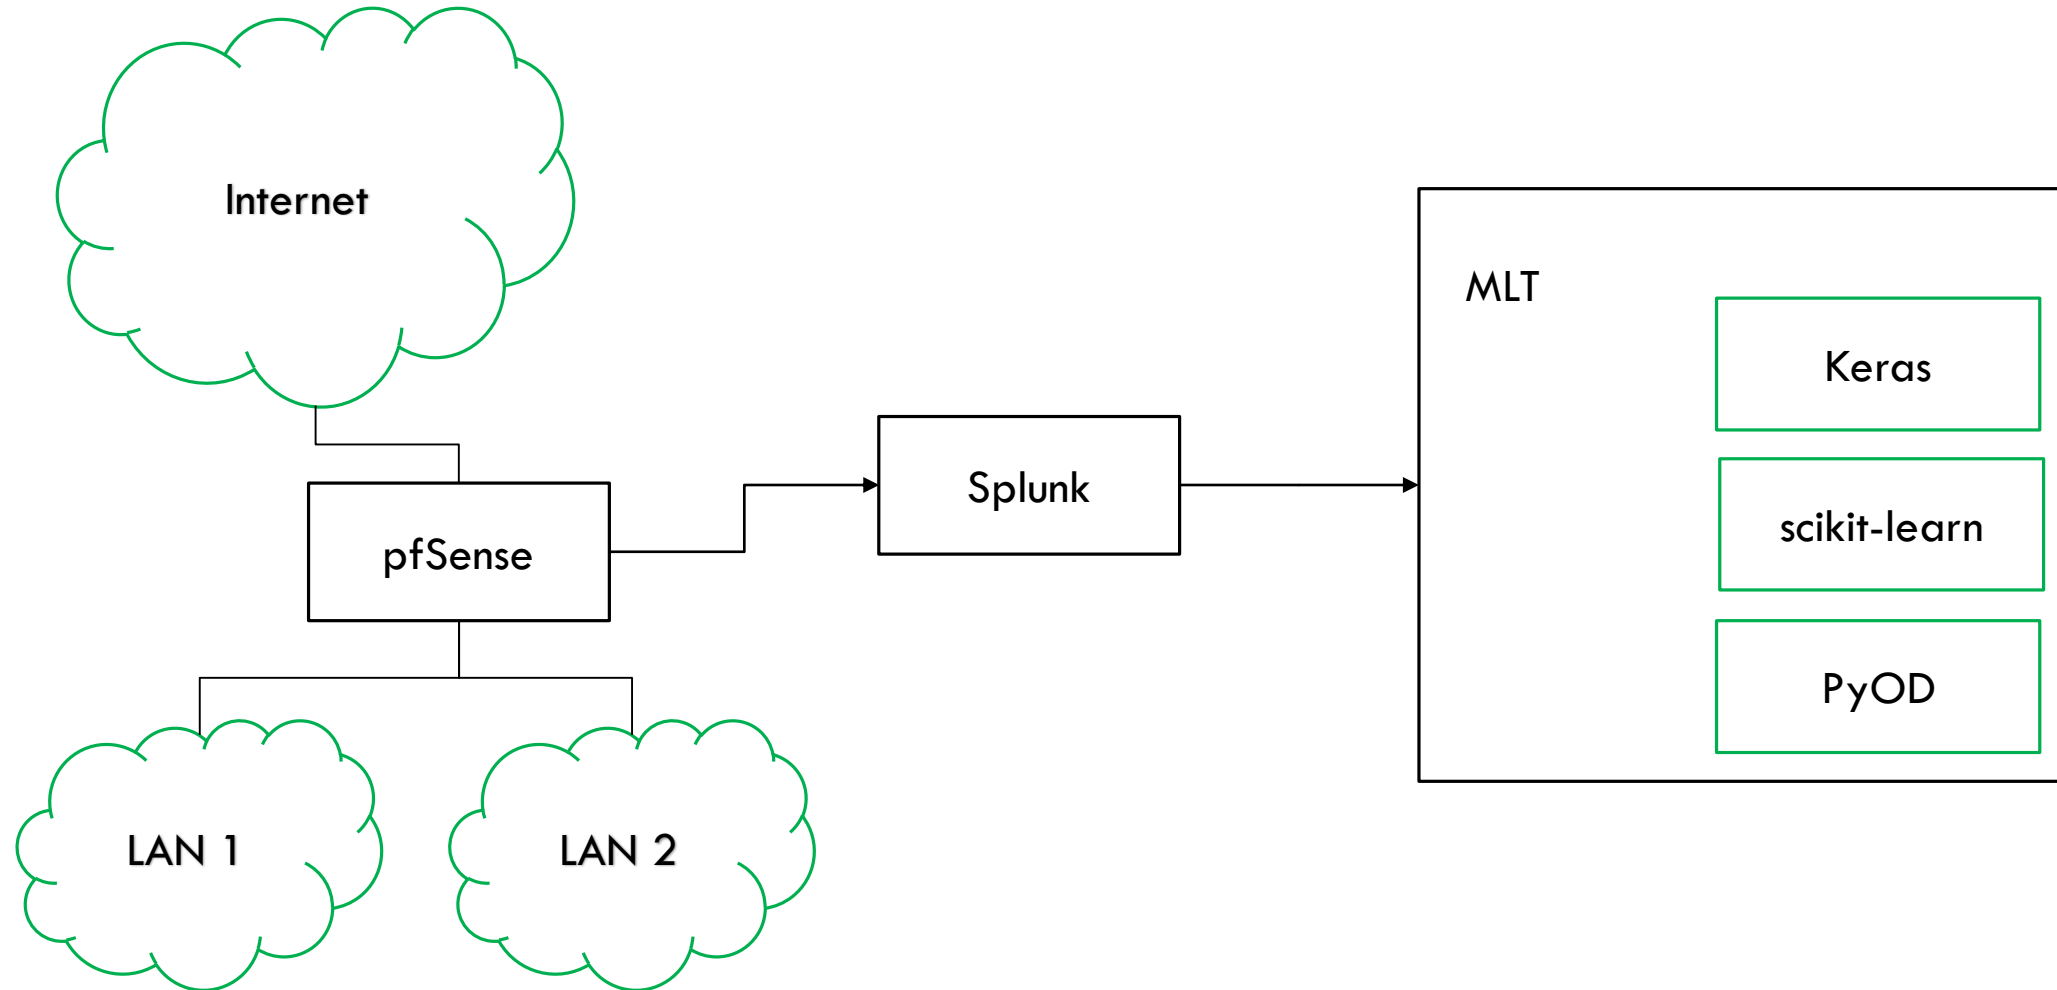 Internet
MLT
Keras
Splunk
scikit-learn
pfSense
PyOD
LAN 1
LAN 2